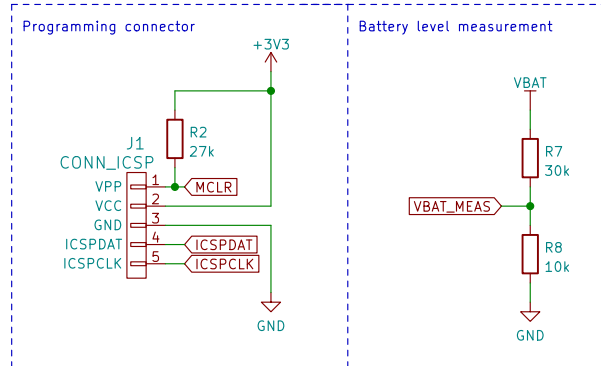 Programming connector
+3V3
R2
27k
J1
CONN_ICSP
VPP 1 MCLR
VCC 2
GND 3
ICSPDAT 4 ICSPDAT
ICSPCLK 5 ICSPCLK
GND
Battery level measurement
VBAT
R7
30k
VBAT_MEAS
R8
10k
GND